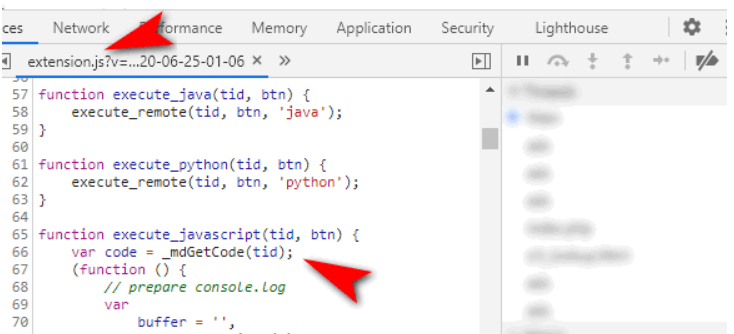 ces Network Performance Memory Application Security Lighthouse
extension.js?v=...20-06-25-01-06 × »
57 function execute_java(tid, btn) {
58     execute_remote(tid, btn, 'java');
59 }
60
61 function execute_python(tid, btn) {
62     execute_remote(tid, btn, 'python');
63 }
64
65 function execute_javascript(tid, btn) {
66     var code = _mdGetCode(tid);
67     (function () {
68         // prepare console.log
69         var
70             buffer = '',